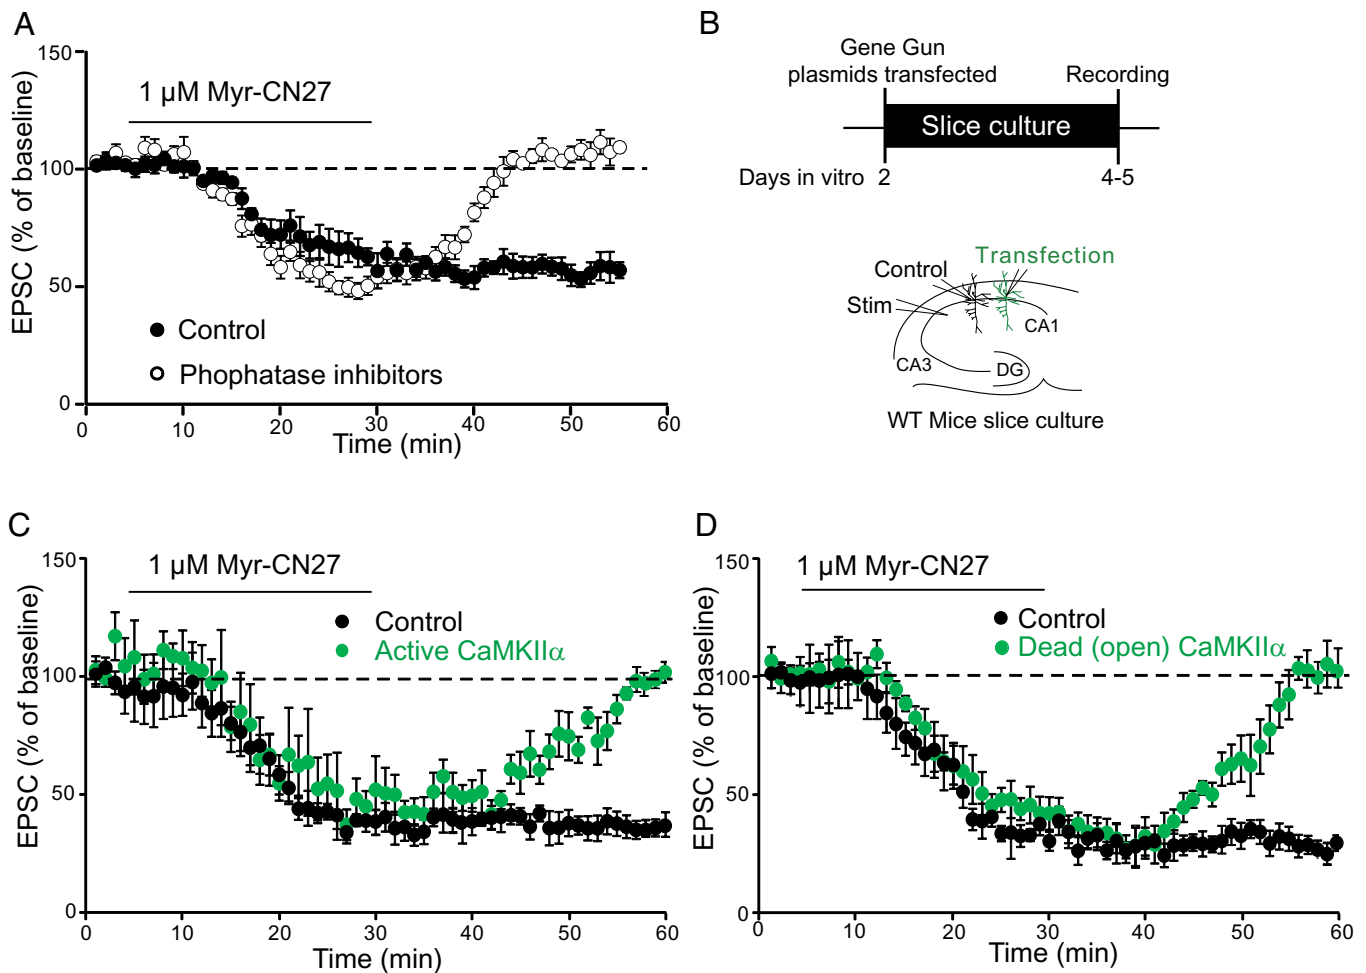 A
150
1 µM Myr-CN27
100
EPSC (% of baseline)
50
Control
Phophatase inhibitors
0
0 10 20 30 40 50 60
Time (min)
B
Gene Gun
plasmids transfected
Recording
Slice culture
Days in vitro 2
4-5
Transfection
Control
Stim
CA1
CA3
DG
WT Mice slice culture
C
150
1 µM Myr-CN27
Control
Active CaMKIIα
100
EPSC (% of baseline)
50
0
0 10 20 30 40 50 60
Time (min)
D
150
1 µM Myr-CN27
Control
Dead (open) CaMKIIα
100
EPSC (% of baseline)
50
0
0 10 20 30 40 50 60
Time (min)